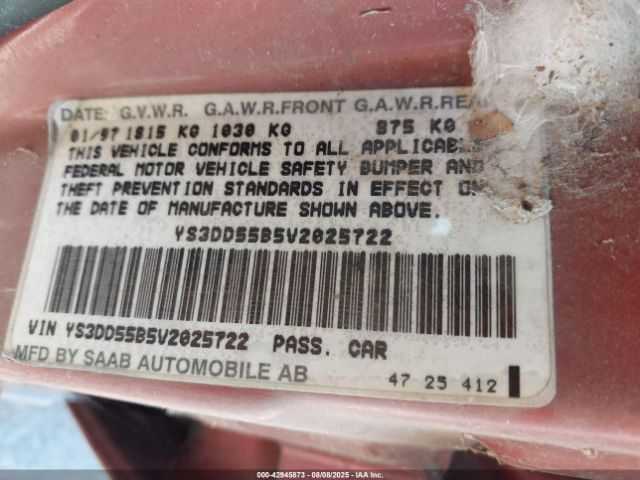 DATE: G.V.W.R. G.A.W.R.FRONT G.A.W.R.REAR
01/97 1815 KG 1030 KG 875 KG
THIS VEHICLE CONFORMS TO ALL APPLICABLE
FEDERAL MOTOR VEHICLE SAFETY BUMPER AND
THEFT PREVENTION STANDARDS IN EFFECT ON
THE DATE OF MANUFACTURE SHOWN ABOVE.
YS3DD55B5V2025722
VIN YS3DD55B5V2025722 PASS. CAR
MFD BY SAAB AUTOMOBILE AB
47 25 412
000-42945873 - 08/08/2025 - IAA Inc.